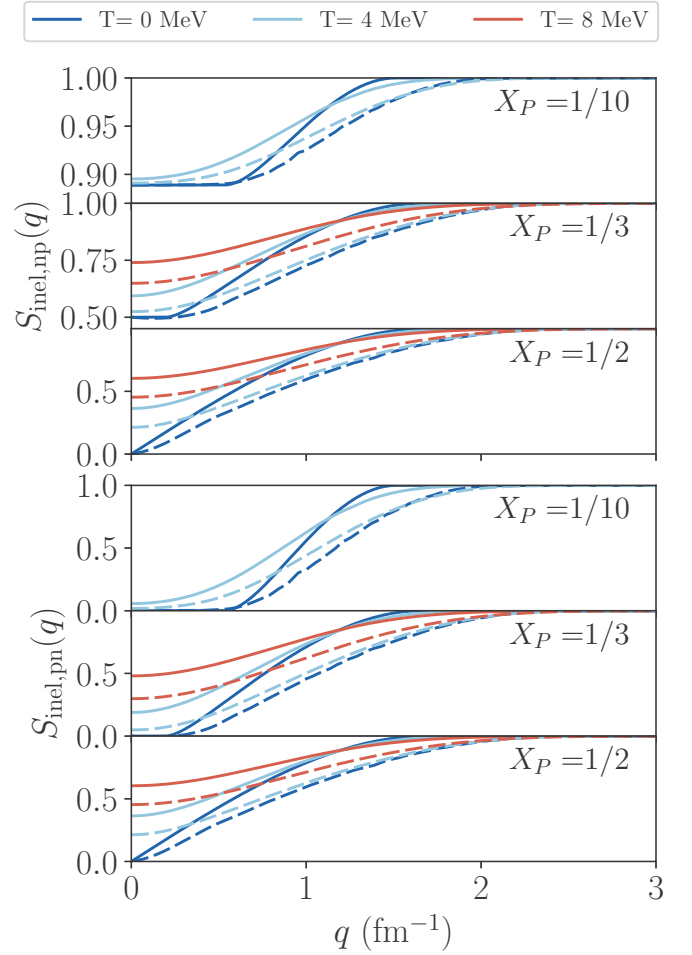 T= 0 MeV T= 4 MeV T= 8 MeV
1.00
X_P =1/10
0.95
0.90
1.00
X_P =1/3
0.75
0.50
X_P =1/2
0.5
0.0
S_inel,np(q)
1.0
X_P =1/10
0.5
0.0
X_P =1/3
0.5
0.0
X_P =1/2
0.5
0.0
S_inel,pn(q)
0 1 2 3
q (fm⁻¹)